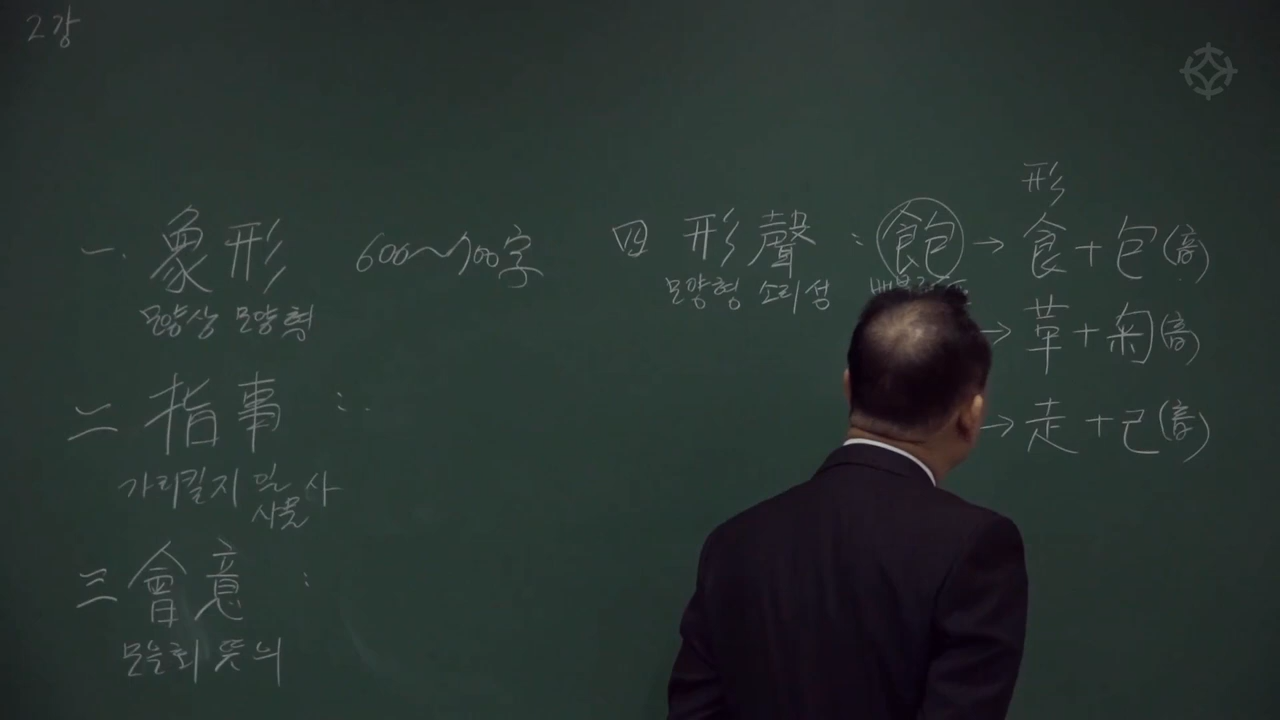 2강
一. 象形 600~700字
모양상 모양형
二 指事 :
가리킬지 일 사
사물
三 會意 :
모을회 뜻의
形
四 形聲 : 飽 → 食+包(音)
모양형 소리성
→ 革+匊(音)
→ 走+己(音)